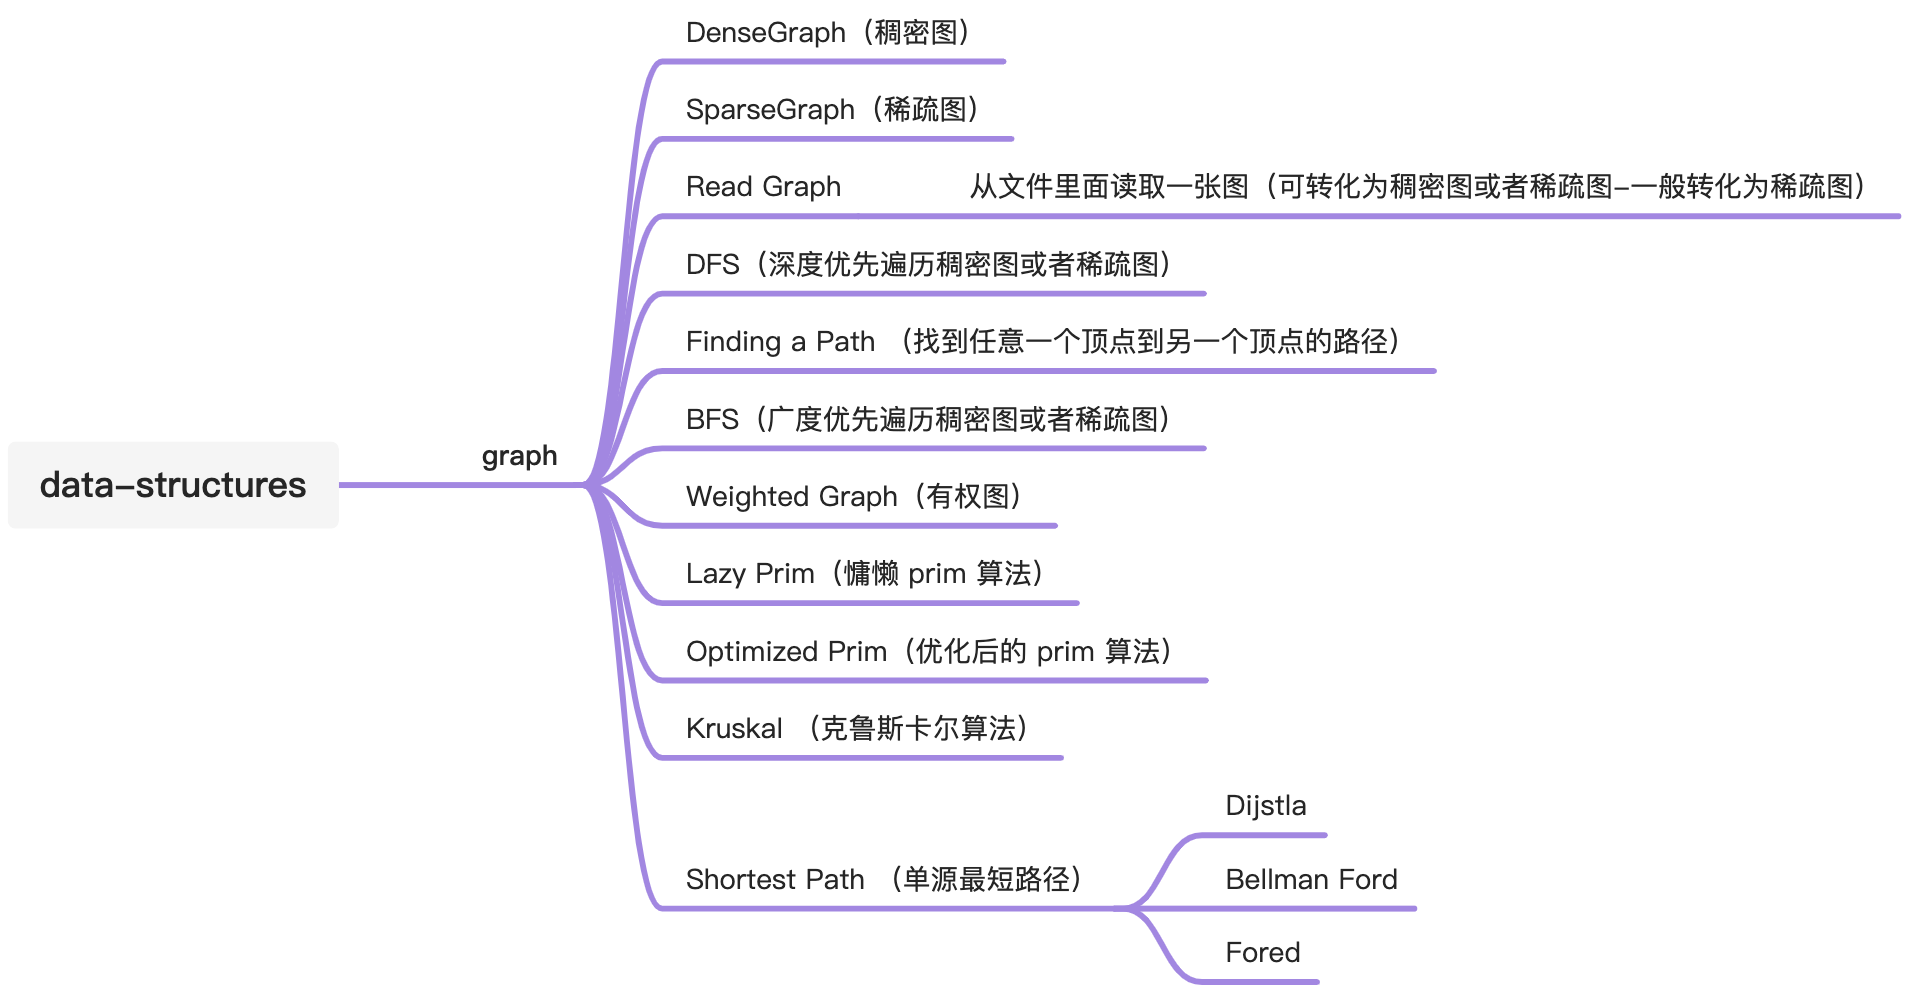 data-structures
graph
DenseGraph（稠密图）
SparseGraph（稀疏图）
Read Graph
从文件里面读取一张图（可转化为稠密图或者稀疏图-一般转化为稀疏图）
DFS（深度优先遍历稠密图或者稀疏图）
Finding a Path （找到任意一个顶点到另一个顶点的路径）
BFS（广度优先遍历稠密图或者稀疏图）
Weighted Graph（有权图）
Lazy Prim（慵懒 prim 算法）
Optimized Prim（优化后的 prim 算法）
Kruskal （克鲁斯卡尔算法）
Shortest Path （单源最短路径）
Dijstla
Bellman Ford
Fored